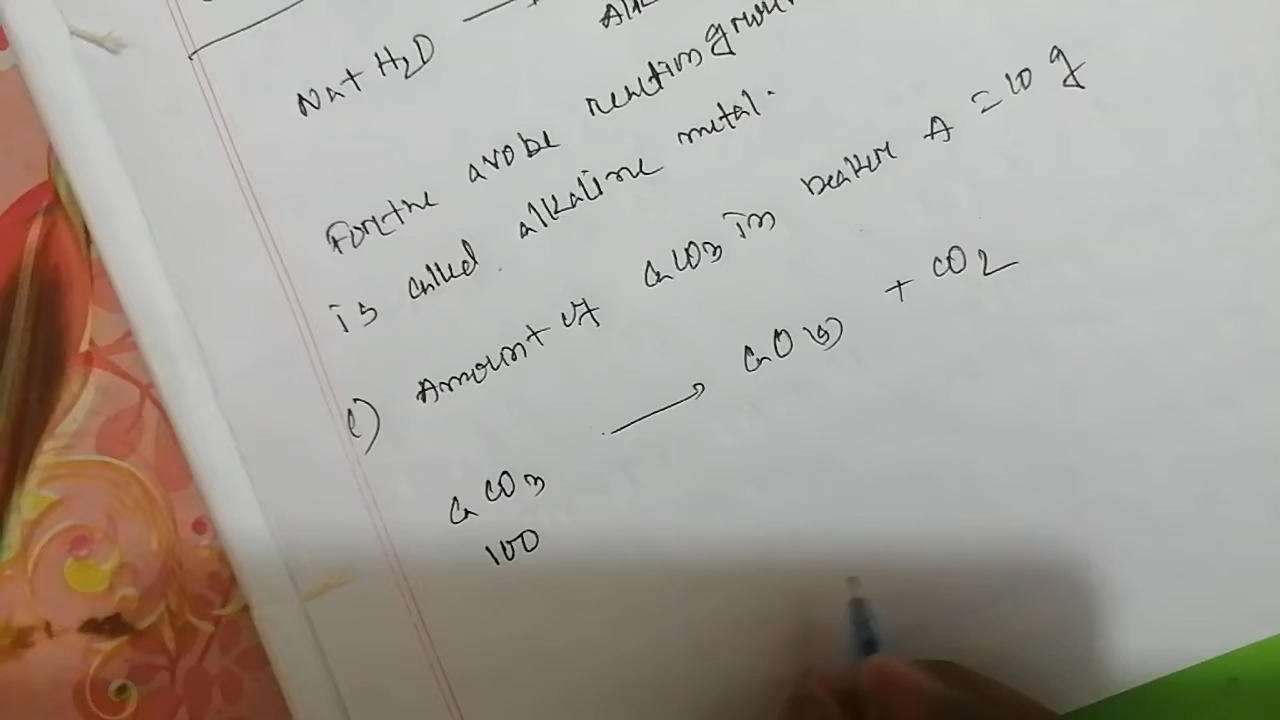 Na + H2O
For the avobe reaction group
is called alkaline metal.
c) Amount of CaCO3 in beaker A = 10 g
CaCO3 → CaO(s) + CO2
100